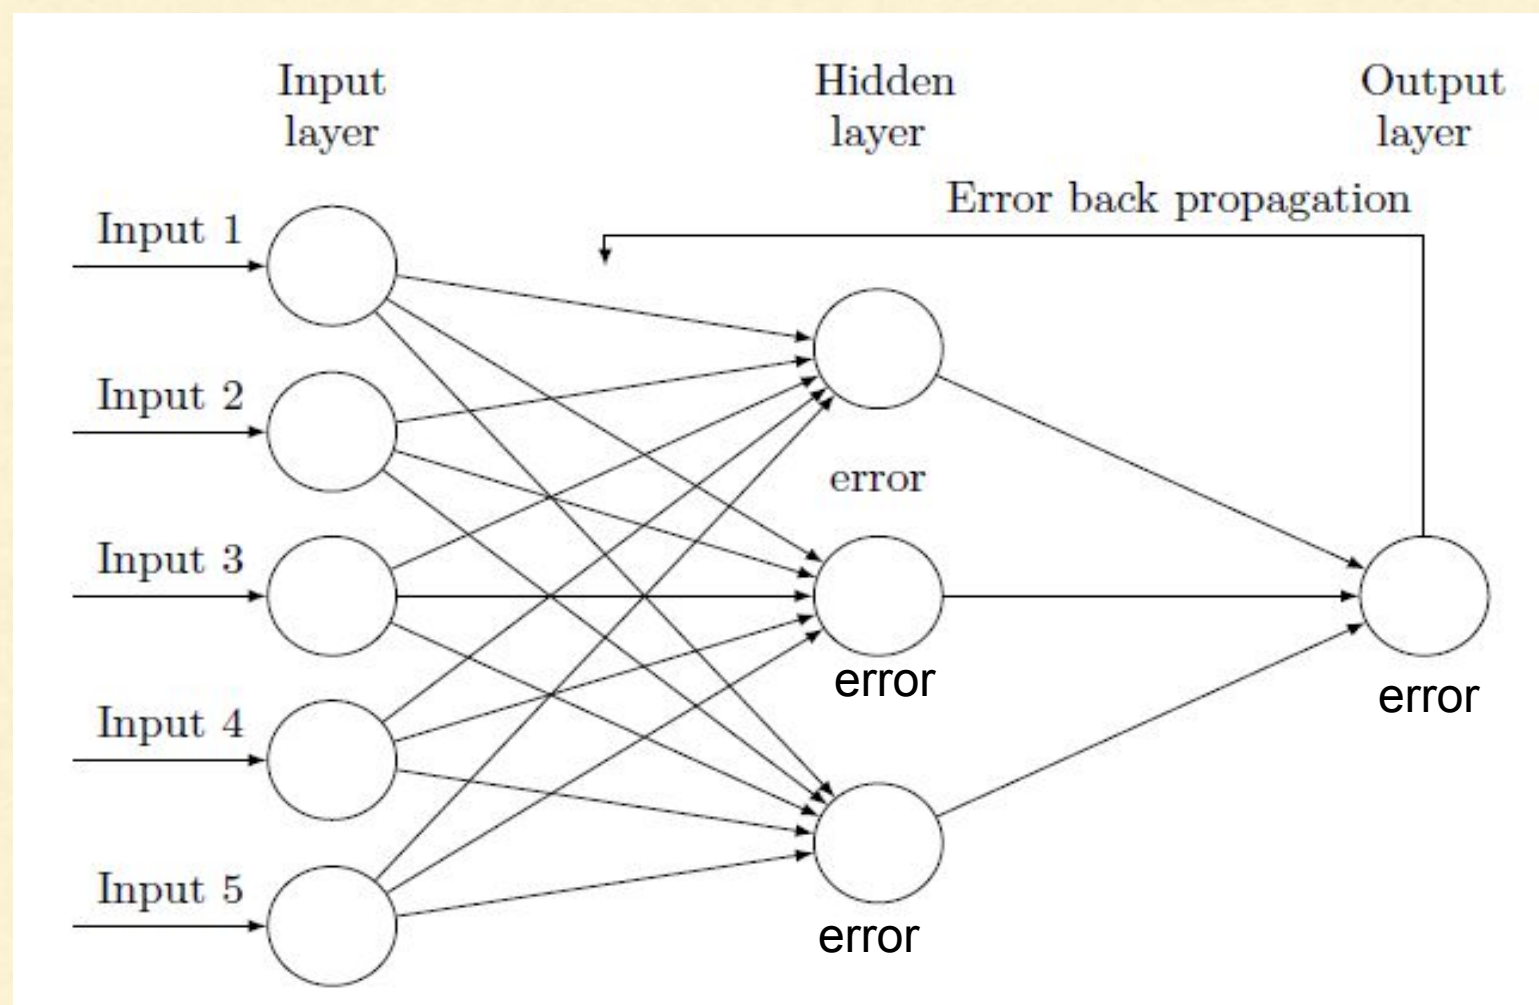 Input
layer
Hidden
layer
Output
layer
Error back propagation
Input 1
Input 2
error
Input 3
error
error
Input 4
Input 5
error